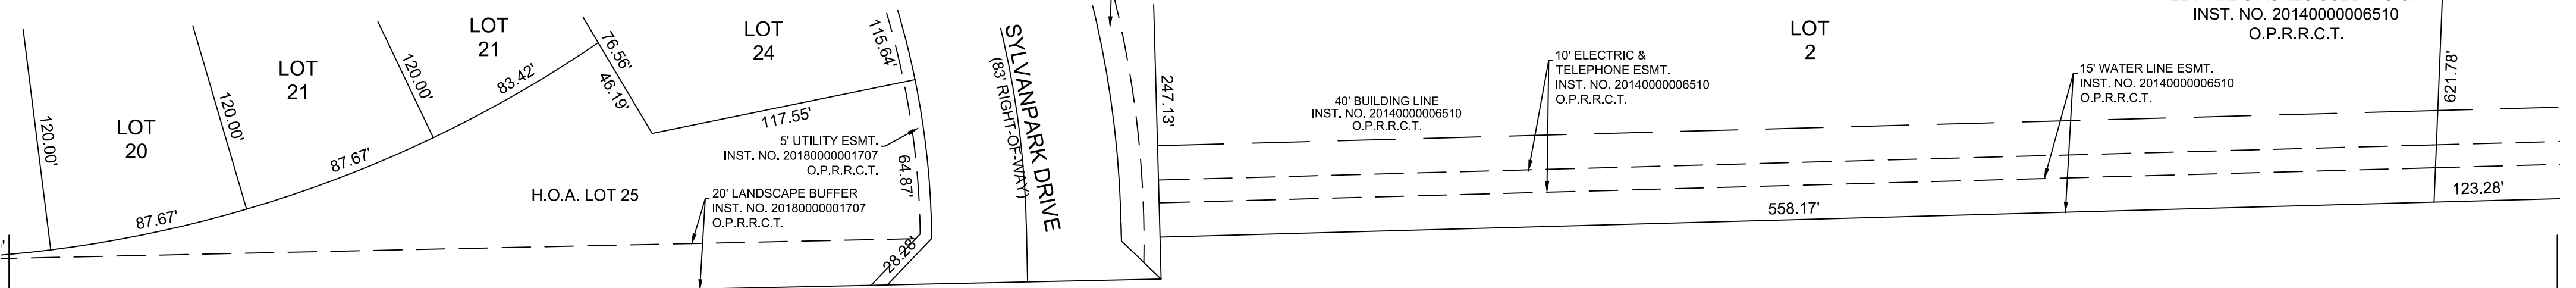 120.00'
LOT
20
87.67'
120.00'
LOT
21
87.67'
120.00'
LOT
21
83.42'
76.56'
46.19'
LOT
24
117.55'
115.64'
5' UTILITY ESMT.
INST. NO. 20180000001707
O.P.R.R.C.T.
64.87'
H.O.A. LOT 25
20' LANDSCAPE BUFFER
INST. NO. 20180000001707
O.P.R.R.C.T.
28.28'
SYLVANPARK DRIVE
(83' RIGHT-OF-WAY)
247.13'
40' BUILDING LINE
INST. NO. 20140000006510
O.P.R.R.C.T.
10' ELECTRIC &
TELEPHONE ESMT.
INST. NO. 20140000006510
O.P.R.R.C.T.
LOT
2
558.17'
15' WATER LINE ESMT.
INST. NO. 20140000006510
O.P.R.R.C.T.
INST. NO. 20140000006510
O.P.R.R.C.T.
621.78'
123.28'